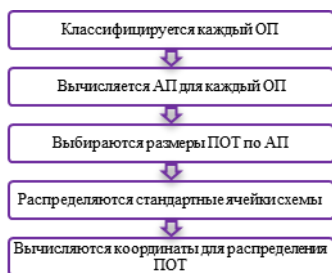 Классифицируется каждый ОП
Вычисляется АП для каждый ОП
Выбираются размеры ПОТ по АП
Распределяются стандартные ячейки схемы
Вычисляются координаты для распределения
ПОТ